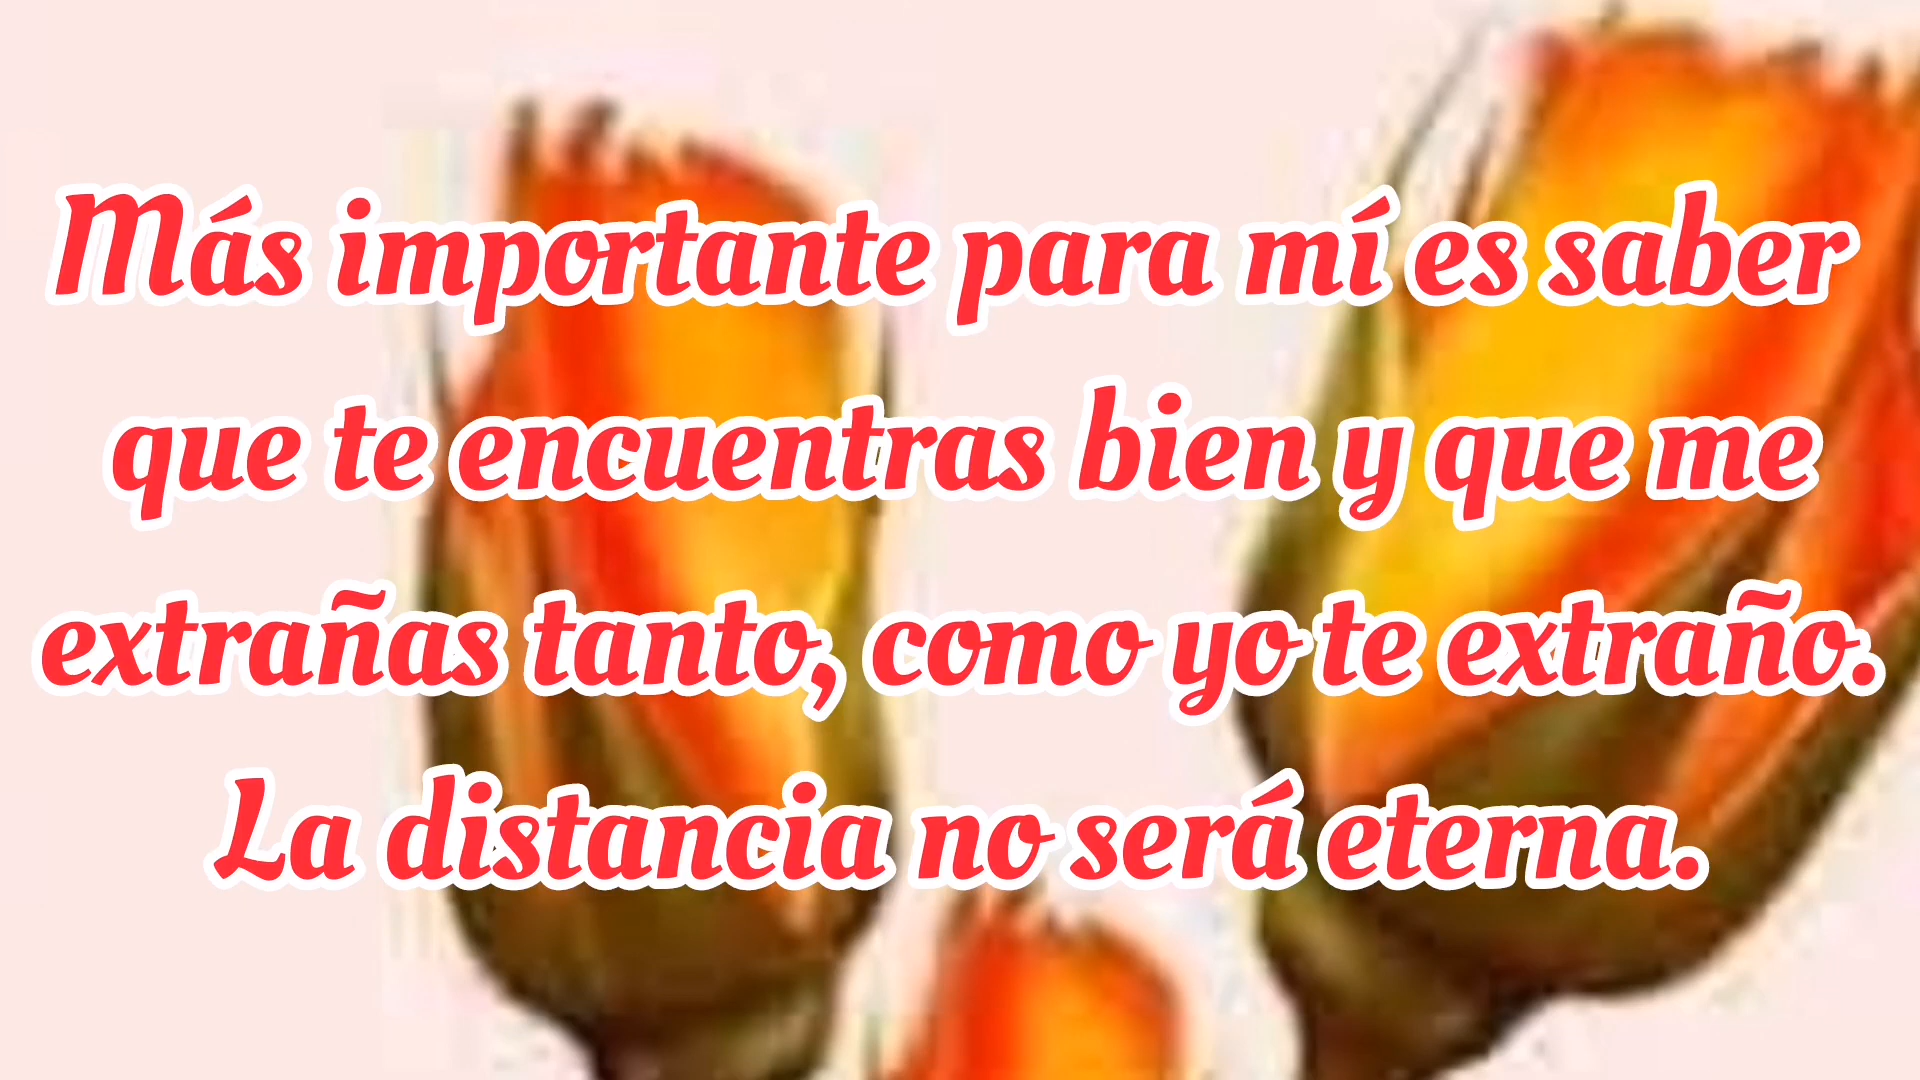 Más importante para mí es saber
que te encuentras bien y que me
extrañas tanto, como yo te extraño.
La distancia no será eterna.